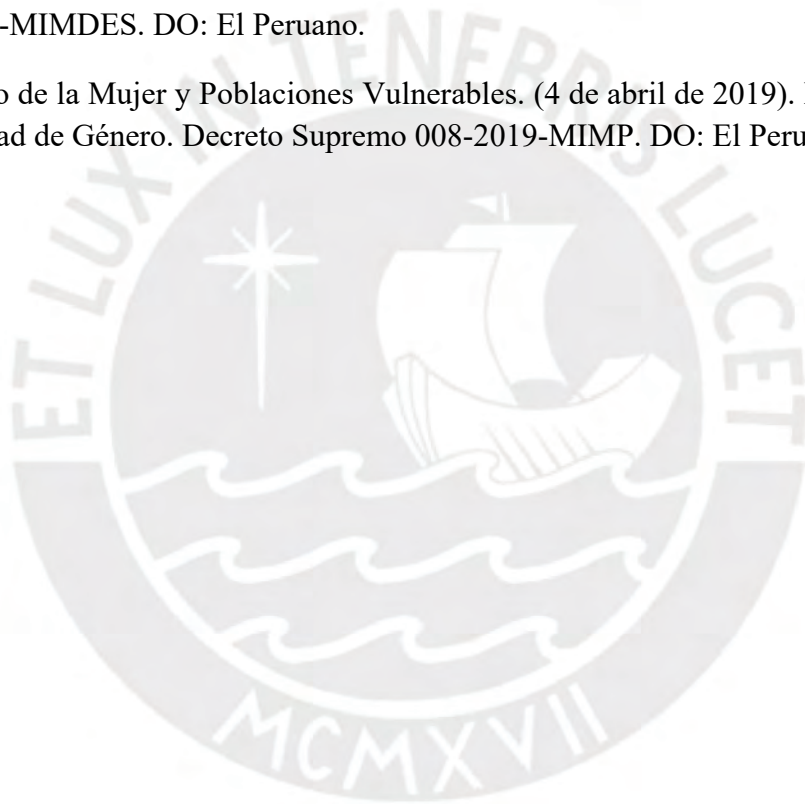 -MIMDES. DO: El Peruano.
o de la Mujer y Poblaciones Vulnerables. (4 de abril de 2019).
ad de Género. Decreto Supremo 008-2019-MIMP. DO: El Peru
ET LUX IN TENEBRIS LUCET
MCMXVII